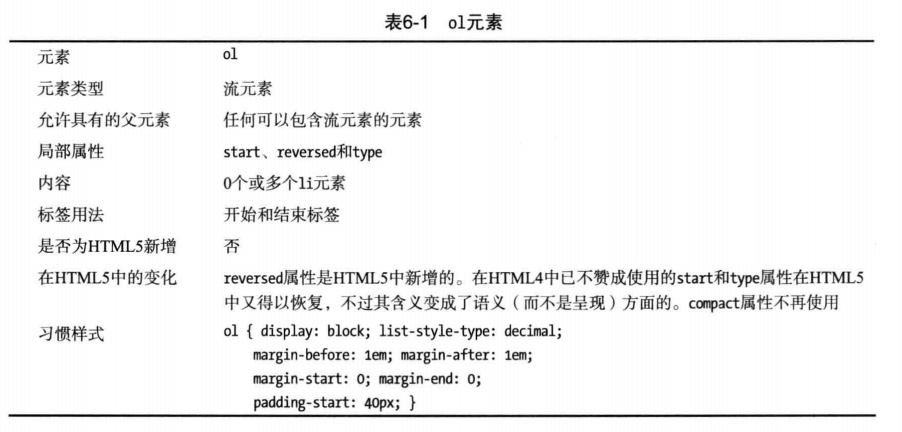 表6-1 ol元素
元素 ol
元素类型 流元素
允许具有的父元素 任何可以包含流元素的元素
局部属性 start、reversed和type
内容 0个或多个li元素
标签用法 开始和结束标签
是否为HTML5新增 否
在HTML5中的变化 reversed属性是HTML5中新增的。在HTML4中已不赞成使用的start和type属性在HTML5
中又得以恢复，不过其含义变成了语义（而不是呈现）方面的。compact属性不再使用
习惯样式 ol { display: block; list-style-type: decimal;
margin-before: 1em; margin-after: 1em;
margin-start: 0; margin-end: 0;
padding-start: 40px; }